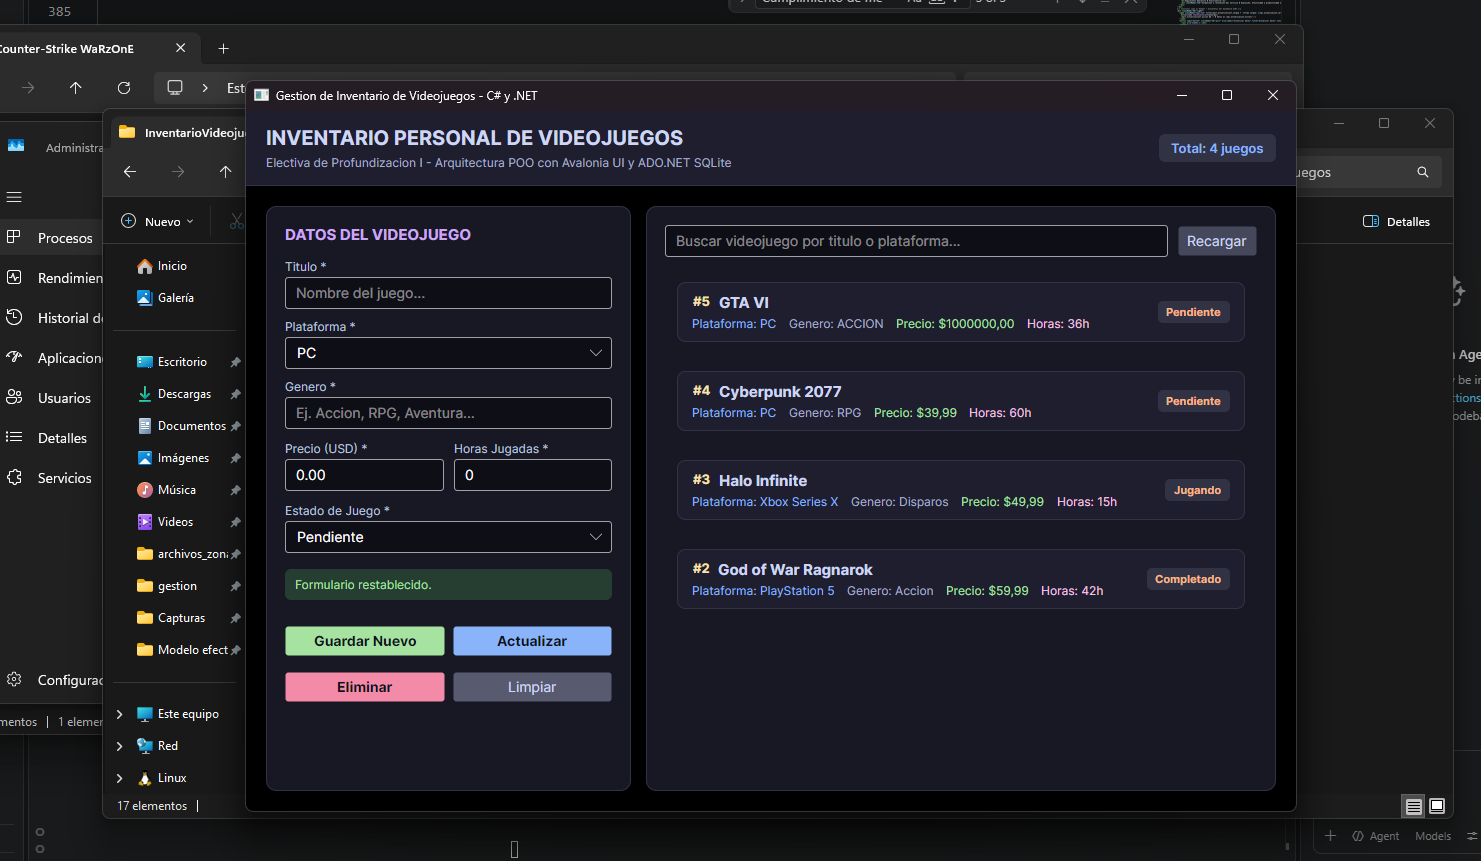 385
Counter-Strike WaRzOnE
Gestion de Inventario de Videojuegos - C# y .NET
INVENTARIO PERSONAL DE VIDEOJUEGOS
Electiva de Profundizacion I - Arquitectura POO con Avalonia UI y ADO.NET SQLite
Total: 4 juegos
DATOS DEL VIDEOJUEGO
Titulo *
Nombre del juego...
Plataforma *
PC
Genero *
Ej. Accion, RPG, Aventura...
Precio (USD) *
Horas Jugadas *
0.00
0
Estado de Juego *
Pendiente
Formulario restablecido.
Guardar Nuevo
Actualizar
Eliminar
Limpiar
Buscar videojuego por titulo o plataforma...
Recargar
#5 GTA VI
Plataforma: PC Genero: ACCION Precio: $1000000,00 Horas: 36h
Pendiente
#4 Cyberpunk 2077
Plataforma: PC Genero: RPG Precio: $39,99 Horas: 60h
Pendiente
#3 Halo Infinite
Plataforma: Xbox Series X Genero: Disparos Precio: $49,99 Horas: 15h
Jugando
#2 God of War Ragnarok
Plataforma: PlayStation 5 Genero: Accion Precio: $59,99 Horas: 42h
Completado
Est
InventarioVideojue
Nuevo
Inicio
Galería
Escritorio
Descargas
Documentos
Imágenes
Música
Videos
archivos_zon
gestion
Capturas
Modelo efect
Este equipo
Red
Linux
17 elementos
uegos
Detalles
Administra
Procesos
Rendimien
Historial de
Aplicacion
Usuarios
Detalles
Servicios
Configurac
mentos
1 elemen
Age
be in
ctions
odeba
Agent
Models